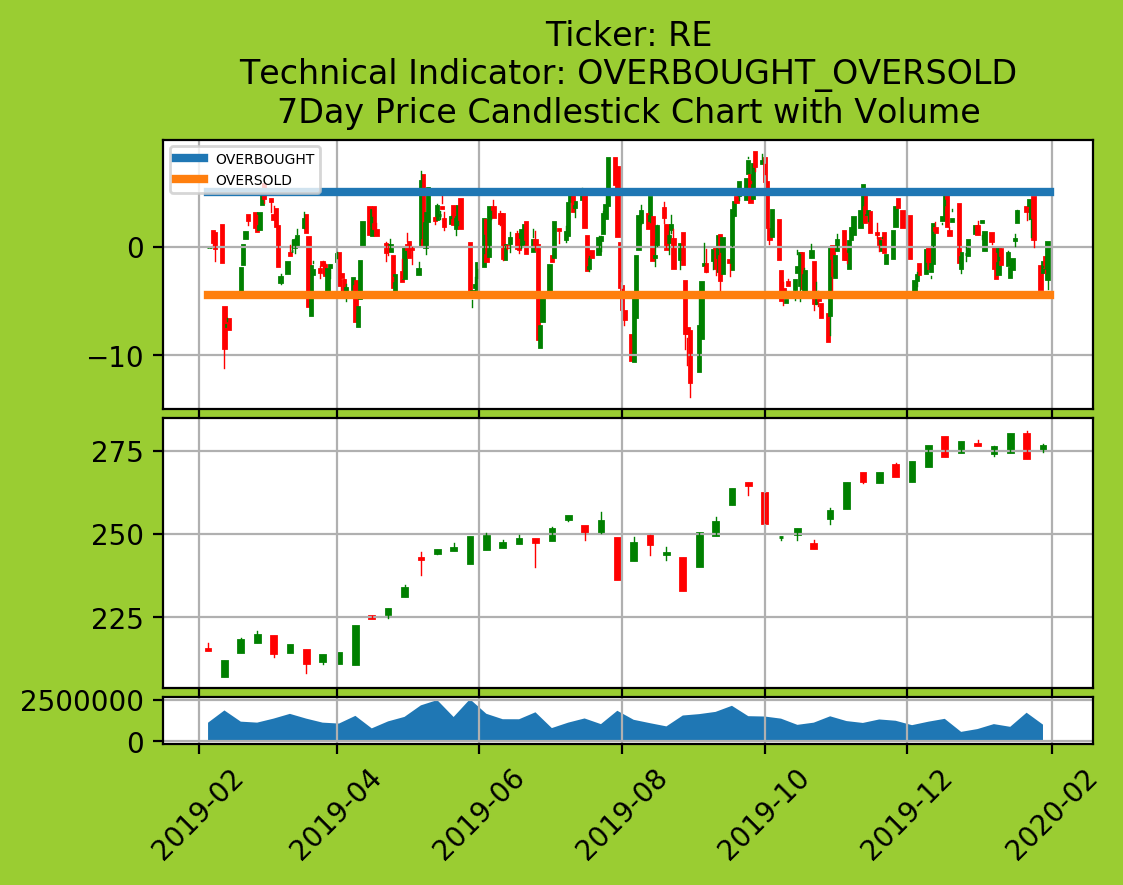 Ticker: RE
Technical Indicator: OVERBOUGHT_OVERSOLD
7Day Price Candlestick Chart with Volume
OVERBOUGHT
OVERSOLD
0
−10
275
250
225
2500000
0
2019-02
2019-04
2019-06
2019-08
2019-10
2019-12
2020-02